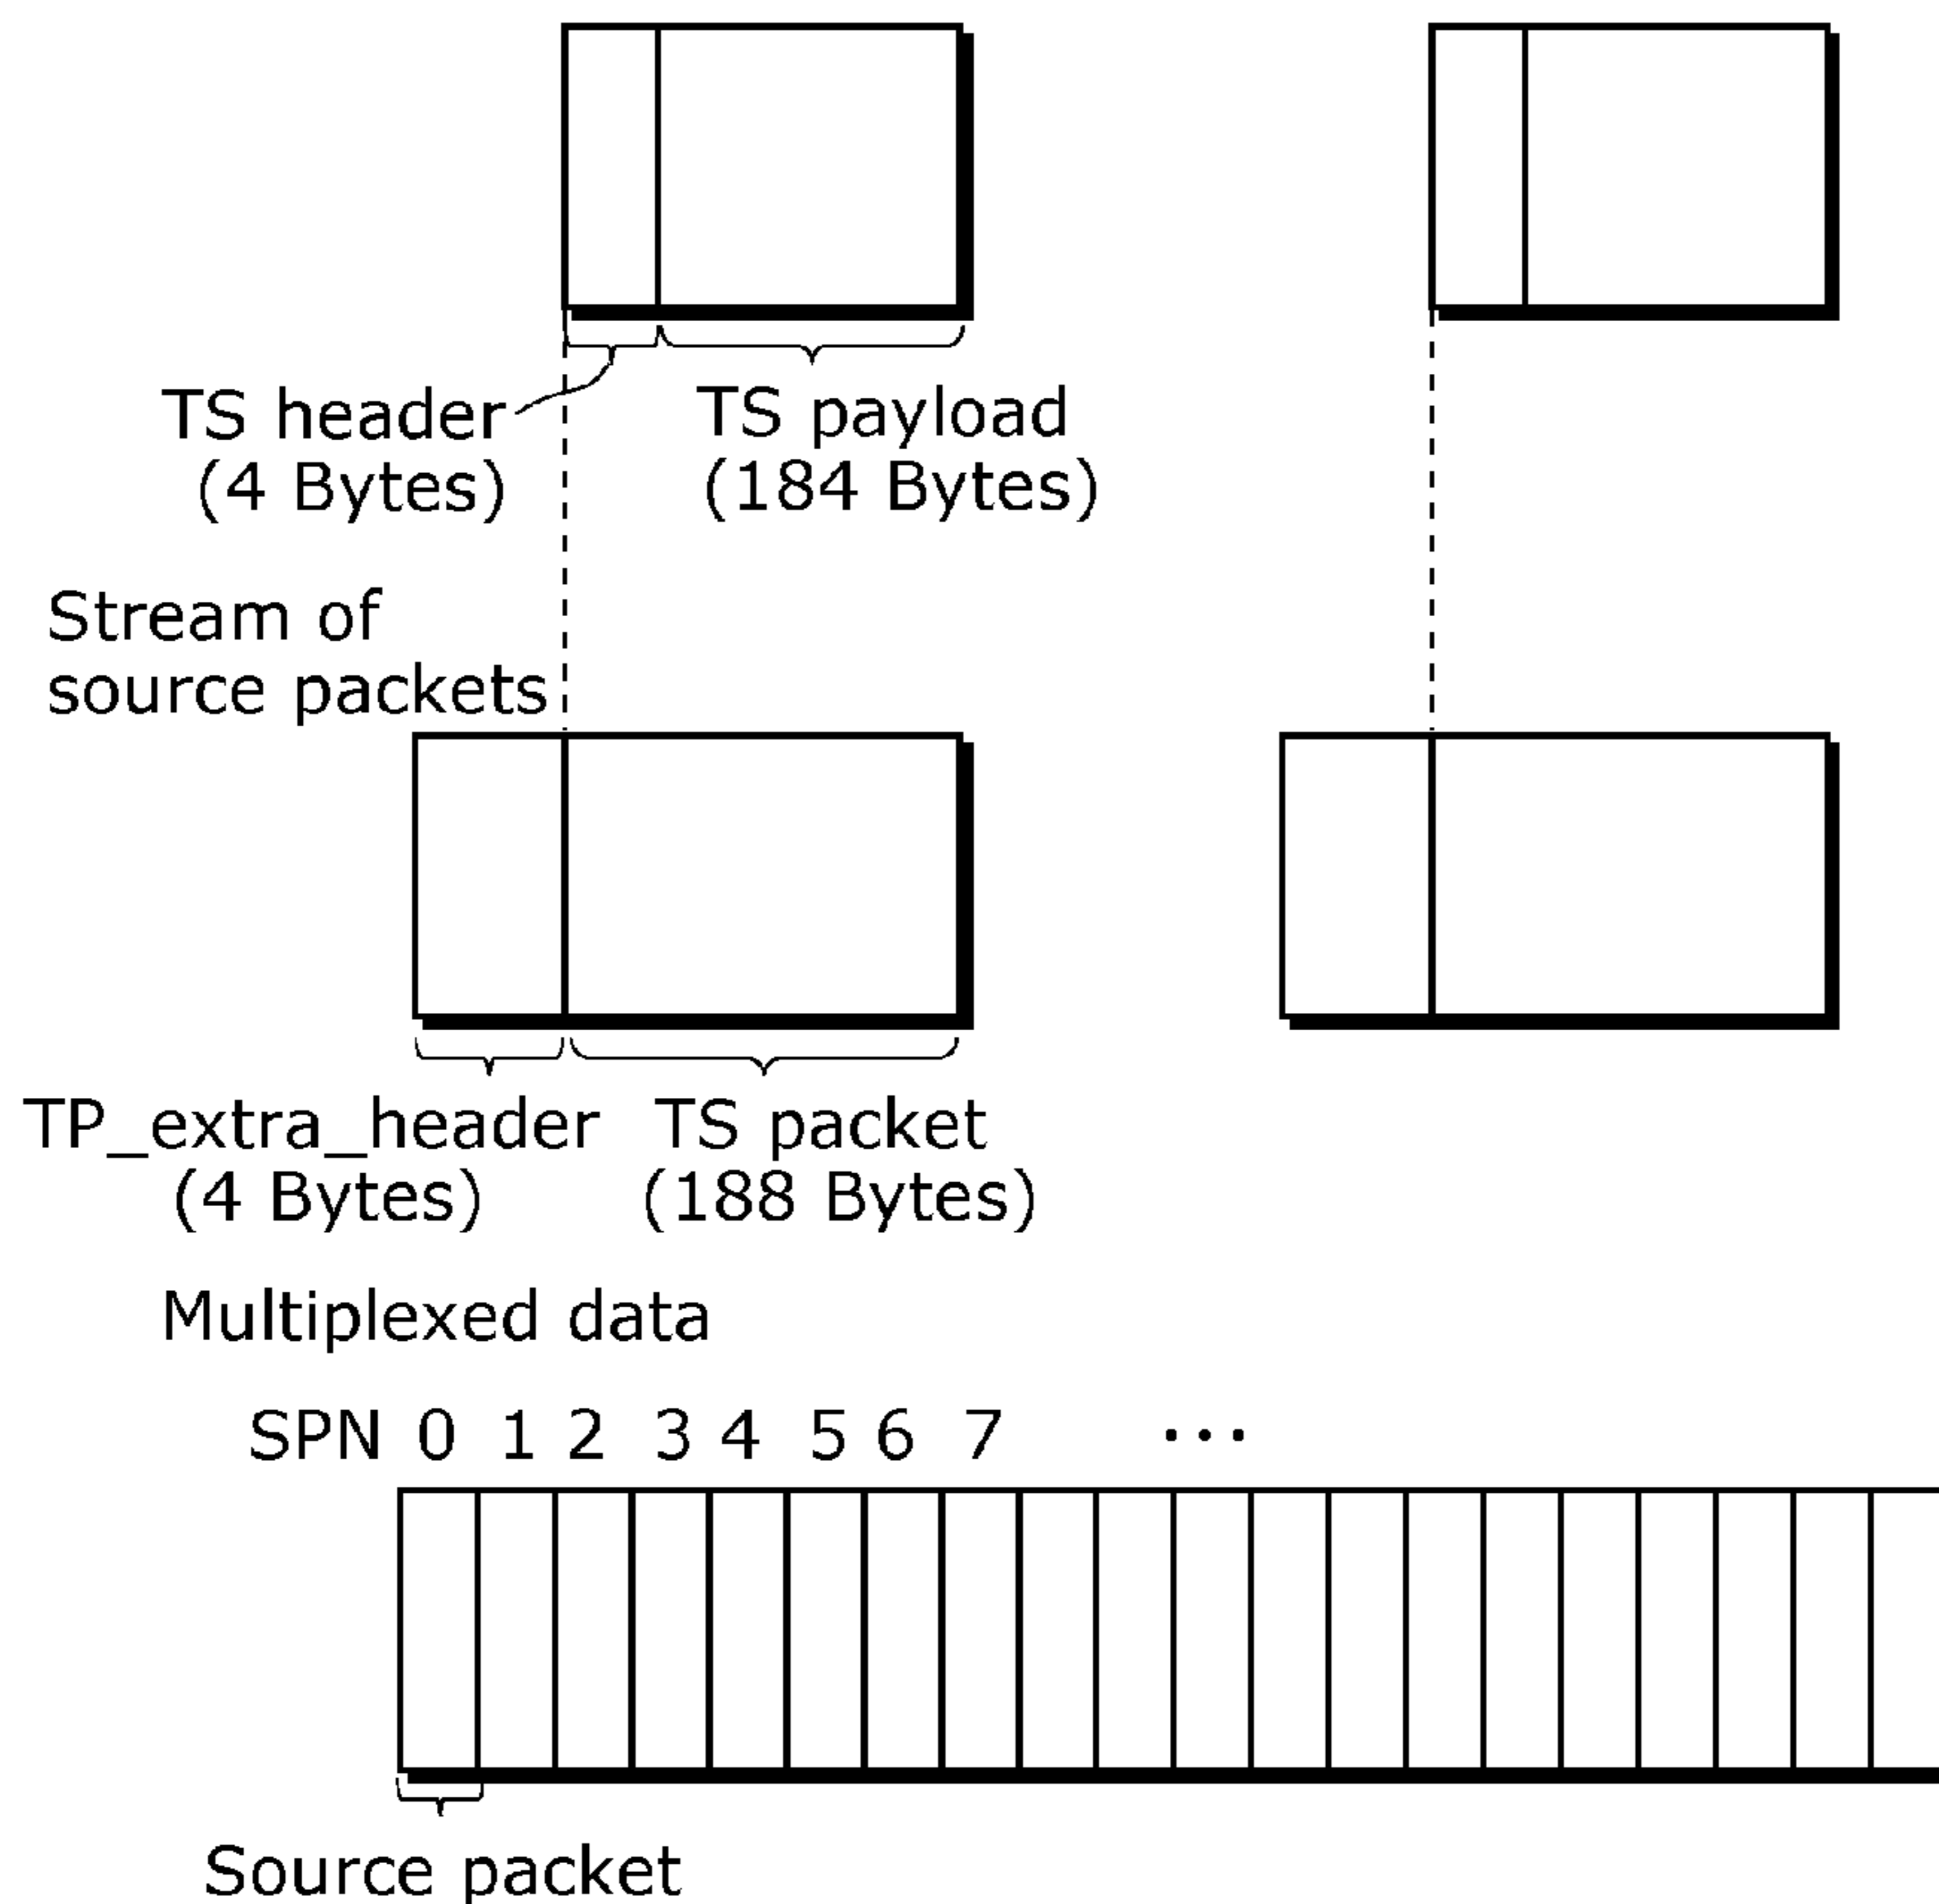 TS header TS payload
(4 Bytes) (184 Bytes)
Stream of
source packets
TP_extra_header TS packet
(4 Bytes) (188 Bytes)
Multiplexed data
SPN 0 1 2 3 4 5 6 7 ...
Source packet